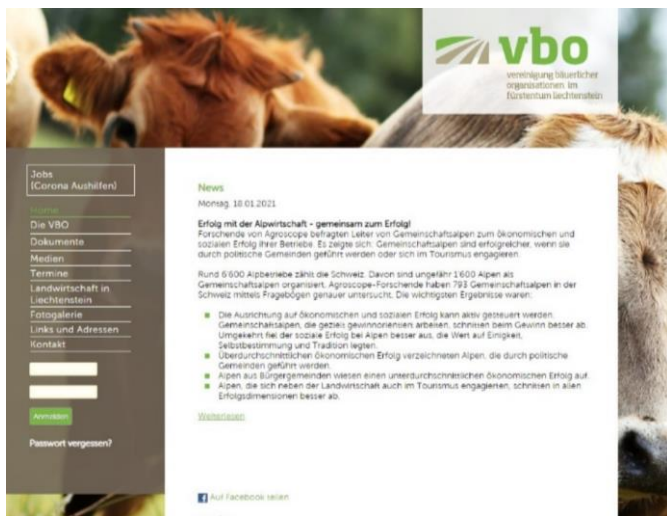 vbo
vereinigung bäuerlicher
organisationen im
fürstentum liechtenstein
Jobs
(Corona Aushilfen)
Home
Die VBO
Dokumente
Medien
Termine
Landwirtschaft in
Liechtenstein
Fotogalerie
Links und Adressen
Kontakt
Anmelden
Passwort vergessen?
News
Montag, 18.01.2021
Erfolg mit der Alpwirtschaft - gemeinsam zum Erfolg!
Forschende von Agroscope befragten Leiter von Gemeinschaftsalpen zum ökonomischen und
sozialen Erfolg ihrer Betriebe. Es zeigte sich: Gemeinschaftsalpen sind erfolgreicher, wenn sie
durch politische Gemeinden geführt werden oder sich im Tourismus engagieren.
Rund 6'600 Alpbetriebe zählt die Schweiz. Davon sind ungefähr 1'600 Alpen als
Gemeinschaftsalpen organisiert. Agroscope-Forschende haben 793 Gemeinschaftsalpen in der
Schweiz mittels Fragebögen genauer untersucht. Die wichtigsten Ergebnisse waren:
Die Ausrichtung auf ökonomischen und sozialen Erfolg kann aktiv gesteuert werden.
Gemeinschaftsalpen, die gezielt gewinnorientiert arbeiten, schnitten beim Gewinn besser ab.
Umgekehrt fiel der soziale Erfolg bei Alpen besser aus, die Wert auf Einigkeit,
Selbstbestimmung und Tradition legten.
Überdurchschnittlichen ökonomischen Erfolg verzeichneten Alpen, die durch politische
Gemeinden geführt werden.
Alpen aus Bürgergemeinden wiesen einen unterdurchschnittlichen ökonomischen Erfolg auf.
Alpen, die sich neben der Landwirtschaft auch im Tourismus engagierten, schnitten in allen
Erfolgsdimensionen besser ab.
Weiterlesen
Auf Facebook teilen